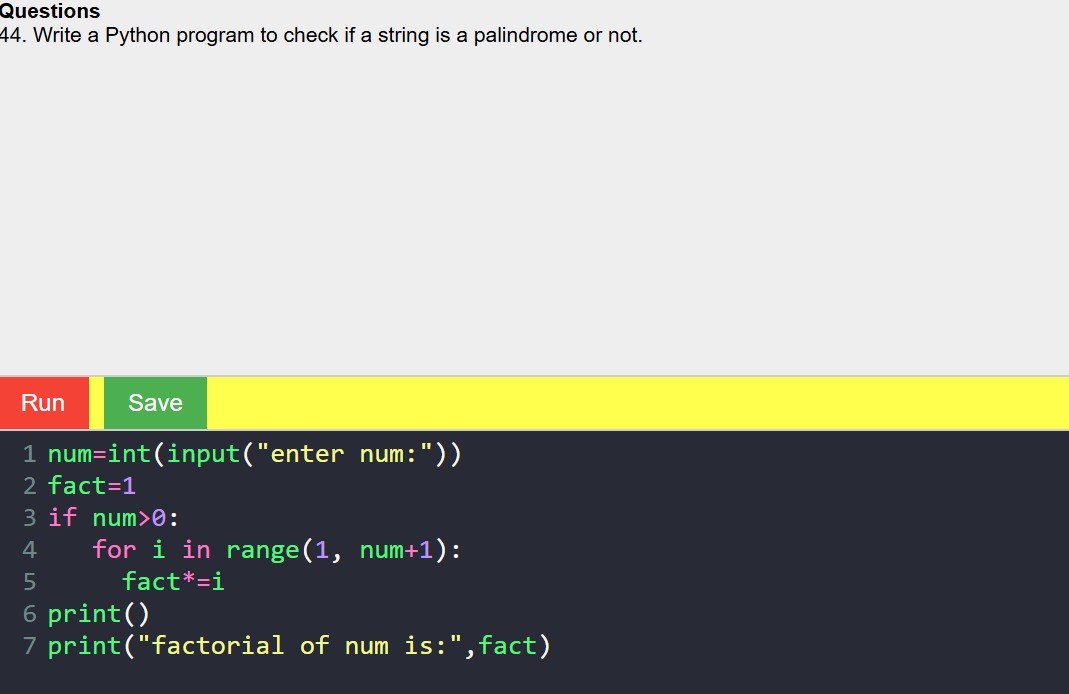 Questions
44. Write a Python program to check if a string is a palindrome or not.
Run Save
1 num=int(input("enter num:"))
2 fact=1
3 if num>0:
4    for i in range(1, num+1):
5      fact*=i
6 print()
7 print("factorial of num is:",fact)